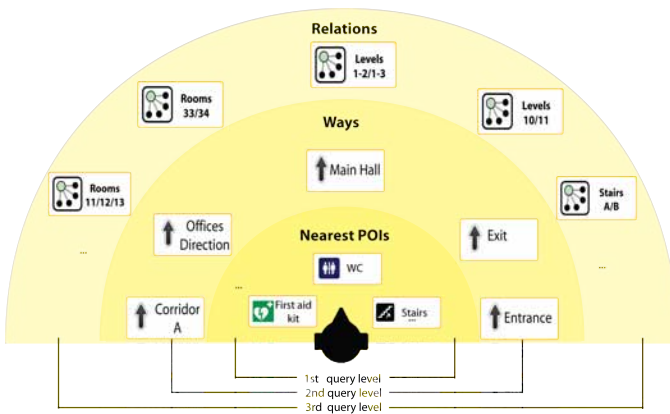 Relations
Levels
1-2/1-3
Rooms
33/34
Levels
10/11
Ways
Main Hall
Rooms
11/12/13
Stairs
A/B
Offices
Direction
Exit
Nearest POIs
...
...
WC
...
Corridor
A
First aid
kit
Stairs
...
Entrance
1st query level
2nd query level
3rd query level